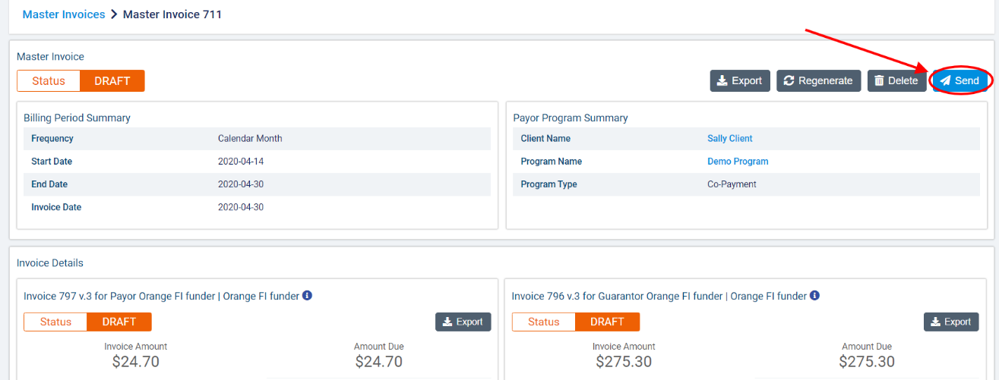 Master Invoices > Master Invoice 711
Master Invoice
Status DRAFT
Export Regenerate Delete Send
Billing Period Summary
Frequency Calendar Month
Start Date 2020-04-14
End Date 2020-04-30
Invoice Date 2020-04-30
Payor Program Summary
Client Name Sally Client
Program Name Demo Program
Program Type Co-Payment
Invoice Details
Invoice 797 v.3 for Payor Orange FI funder | Orange FI funder
Status DRAFT Export
Invoice Amount Amount Due
$24.70 $24.70
Invoice 796 v.3 for Guarantor Orange FI funder | Orange FI funder
Status DRAFT Export
Invoice Amount Amount Due
$275.30 $275.30